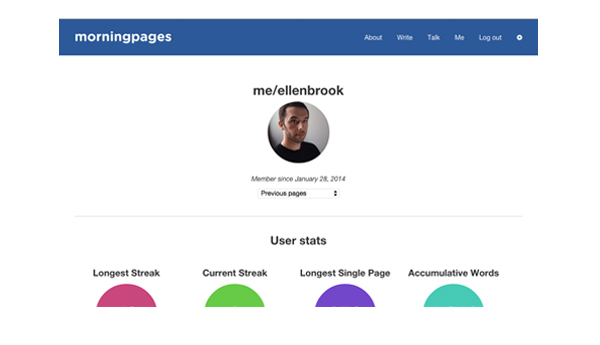 morningpages
About Write Talk Me Log out
me/ellenbrook
Member since January 28, 2014
Previous pages
User stats
Longest Streak Current Streak Longest Single Page Accumulative Words